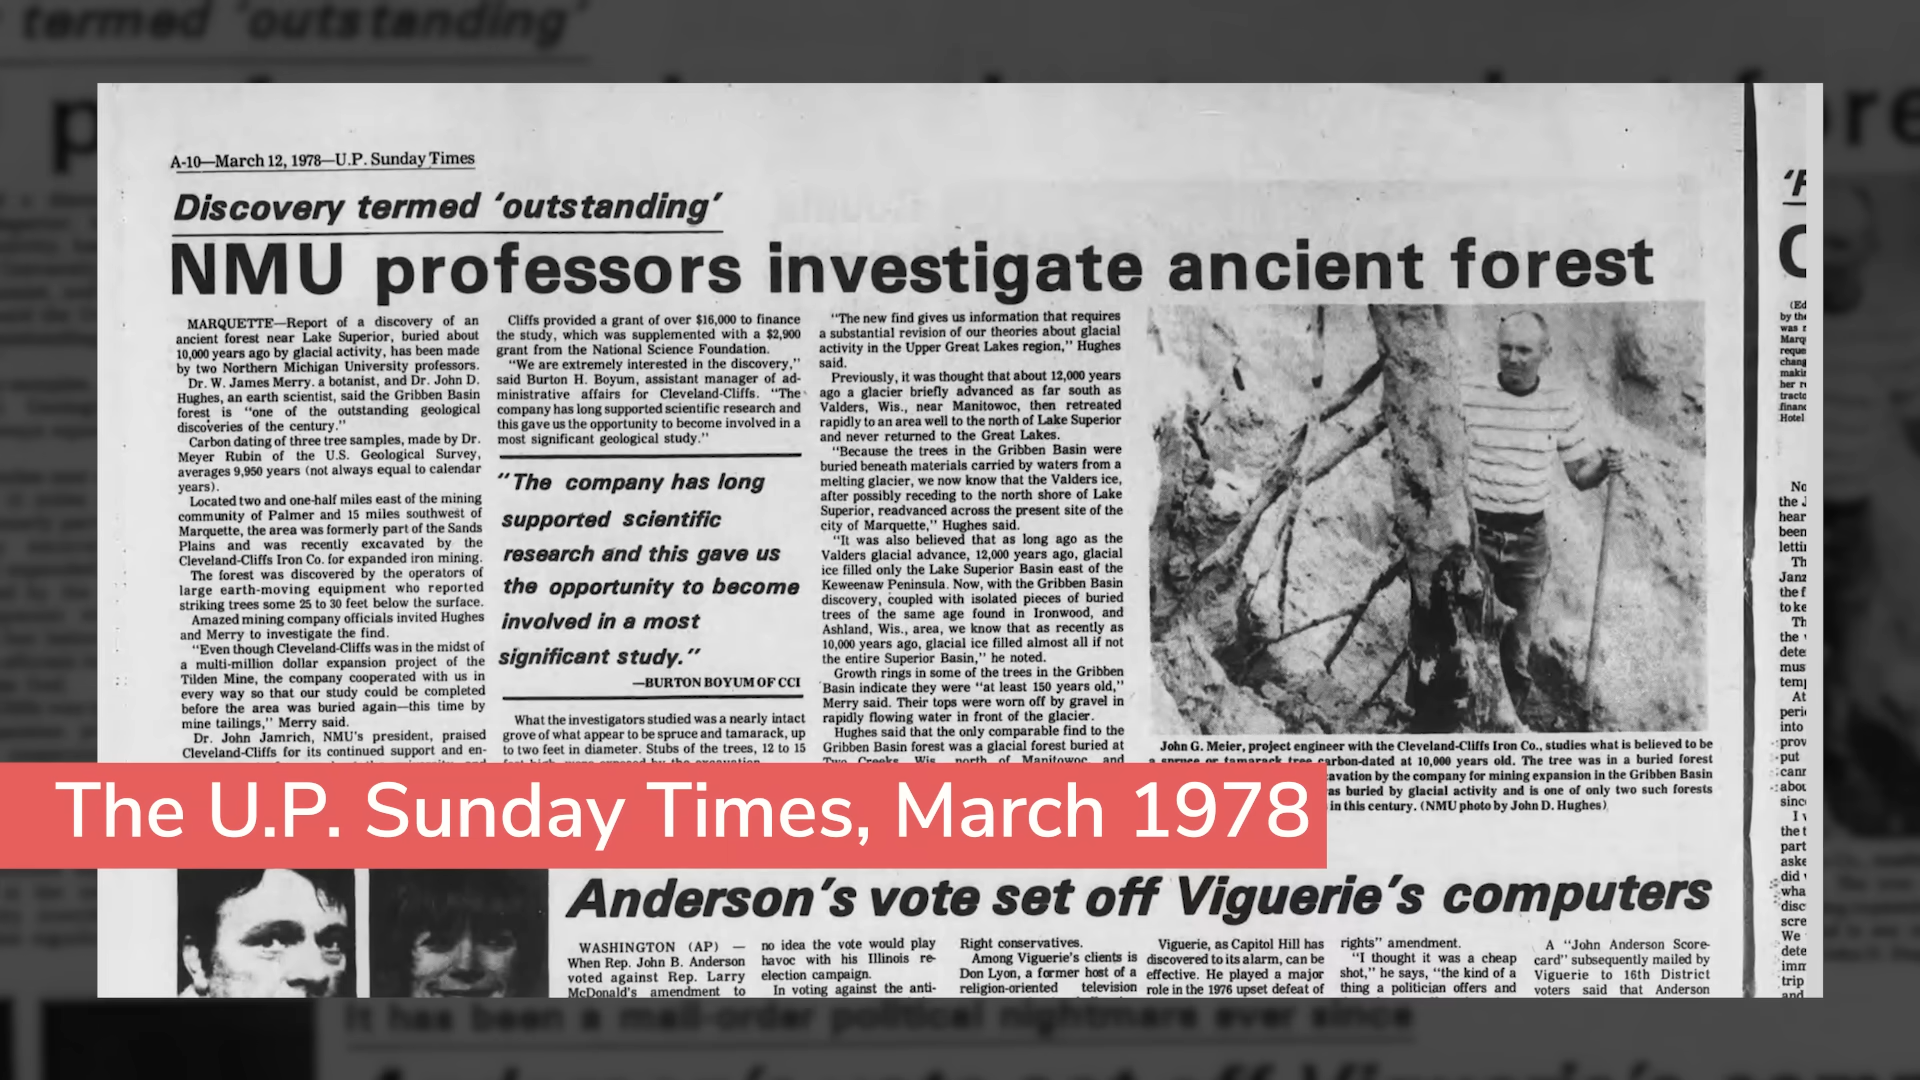 termed 'outstanding'
A-10—March 12, 1978—U.P. Sunday Times
Discovery termed 'outstanding'
NMU professors investigate ancient forest
MARQUETTE—Report of a discovery of an
ancient forest near Lake Superior, buried about
10,000 years ago by glacial activity, has been made
by two Northern Michigan University professors.
Dr. W. James Merry. a botanist, and Dr. John D.
Hughes, an earth scientist, said the Gribben Basin
forest is "one of the outstanding geological
discoveries of the century."
Carbon dating of three tree samples, made by Dr.
Meyer Rubin of the U.S. Geological Survey,
averages 9,950 years (not always equal to calendar
years).
Located two and one-half miles east of the mining
community of Palmer and 15 miles southwest of
Marquette, the area was formerly part of the Sands
Plains and was recently excavated by the
Cleveland-Cliffs Iron Co. for expanded iron mining.
The forest was discovered by the operators of
large earth-moving equipment who reported
striking trees some 25 to 30 feet below the surface.
Amazed mining company officials invited Hughes
and Merry to investigate the find.
"Even though Cleveland-Cliffs was in the midst of
a multi-million dollar expansion project of the
Tilden Mine, the company cooperated with us in
every way so that our study could be completed
before the area was buried again—this time by
mine tailings," Merry said.
Dr. John Jamrich, NMU's president, praised
Cleveland-Cliffs for its continued support and en-
Cliffs provided a grant of over $16,000 to finance
the study, which was supplemented with a $2,900
grant from the National Science Foundation.
"We are extremely interested in the discovery,"
said Burton H. Boyum, assistant manager of ad-
ministrative affairs for Cleveland-Cliffs. "The
company has long supported scientific research and
this gave us the opportunity to become involved in a
most significant geological study."
"The company has long
supported scientific
research and this gave us
the opportunity to become
involved in a most
significant study."
—BURTON BOYUM OF CCI
What the investigators studied was a nearly intact
grove of what appear to be spruce and tamarack, up
to two feet in diameter. Stubs of the trees, 12 to 15
feet high, were exposed by the excavation.
"The new find gives us information that requires
a substantial revision of our theories about glacial
activity in the Upper Great Lakes region," Hughes
said.
Previously, it was thought that about 12,000 years
ago a glacier briefly advanced as far south as
Valders, Wis., near Manitowoc, then retreated
rapidly to an area well to the north of Lake Superior
and never returned to the Great Lakes.
"Because the trees in the Gribben Basin were
buried beneath materials carried by waters from a
melting glacier, we now know that the Valders ice,
after possibly receding to the north shore of Lake
Superior, readvanced across the present site of the
city of Marquette," Hughes said.
"It was also believed that as long ago as the
Valders glacial advance, 12,000 years ago, glacial
ice filled only the Lake Superior Basin east of the
Keweenaw Peninsula. Now, with the Gribben Basin
discovery, coupled with isolated pieces of buried
trees of the same age found in Ironwood, and
Ashland, Wis., area, we know that as recently as
10,000 years ago, glacial ice filled almost all if not
the entire Superior Basin," he noted.
Growth rings in some of the trees in the Gribben
Basin indicate they were "at least 150 years old,"
Merry said. Their tops were worn off by gravel in
rapidly flowing water in front of the glacier.
Hughes said that the only comparable find to the
Gribben Basin forest was a glacial forest buried at
Two Creeks, Wis., north of Manitowoc, and
John G. Meier, project engineer with the Cleveland-Cliffs Iron Co., studies what is believed to be
a spruce or tamarack tree carbon-dated at 10,000 years old. The tree was in a buried forest
avation by the company for mining expansion in the Gribben Basin
as buried by glacial activity and is one of only two such forests
in this century. (NMU photo by John D. Hughes)
The U.P. Sunday Times, March 1978
Anderson's vote set off Viguerie's computers
WASHINGTON (AP) —
When Rep. John B. Anderson
voted against Rep. Larry
McDonald's amendment to
no idea the vote would play
havoc with his Illinois re-
election campaign.
In voting against the anti-
Right conservatives.
Among Viguerie's clients is
Don Lyon, a former host of a
religion-oriented television
Viguerie, as Capitol Hill has
discovered to its alarm, can be
effective. He played a major
role in the 1976 upset defeat of
rights" amendment.
"I thought it was a cheap
shot," he says, "the kind of a
thing a politician offers and
A "John Anderson Score-
card" subsequently mailed by
Viguerie to 16th District
voters said that Anderson
It has been a mail-order political nightmare ever since